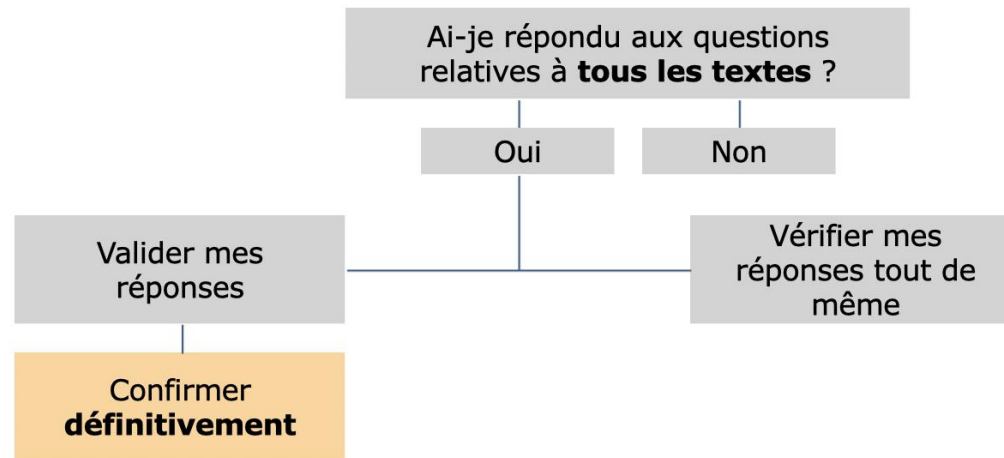 Ai-je répondu aux questions
relatives à tous les textes ?
Oui
Non
Valider mes
réponses
Vérifier mes
réponses tout de
même
Confirmer
définitivement